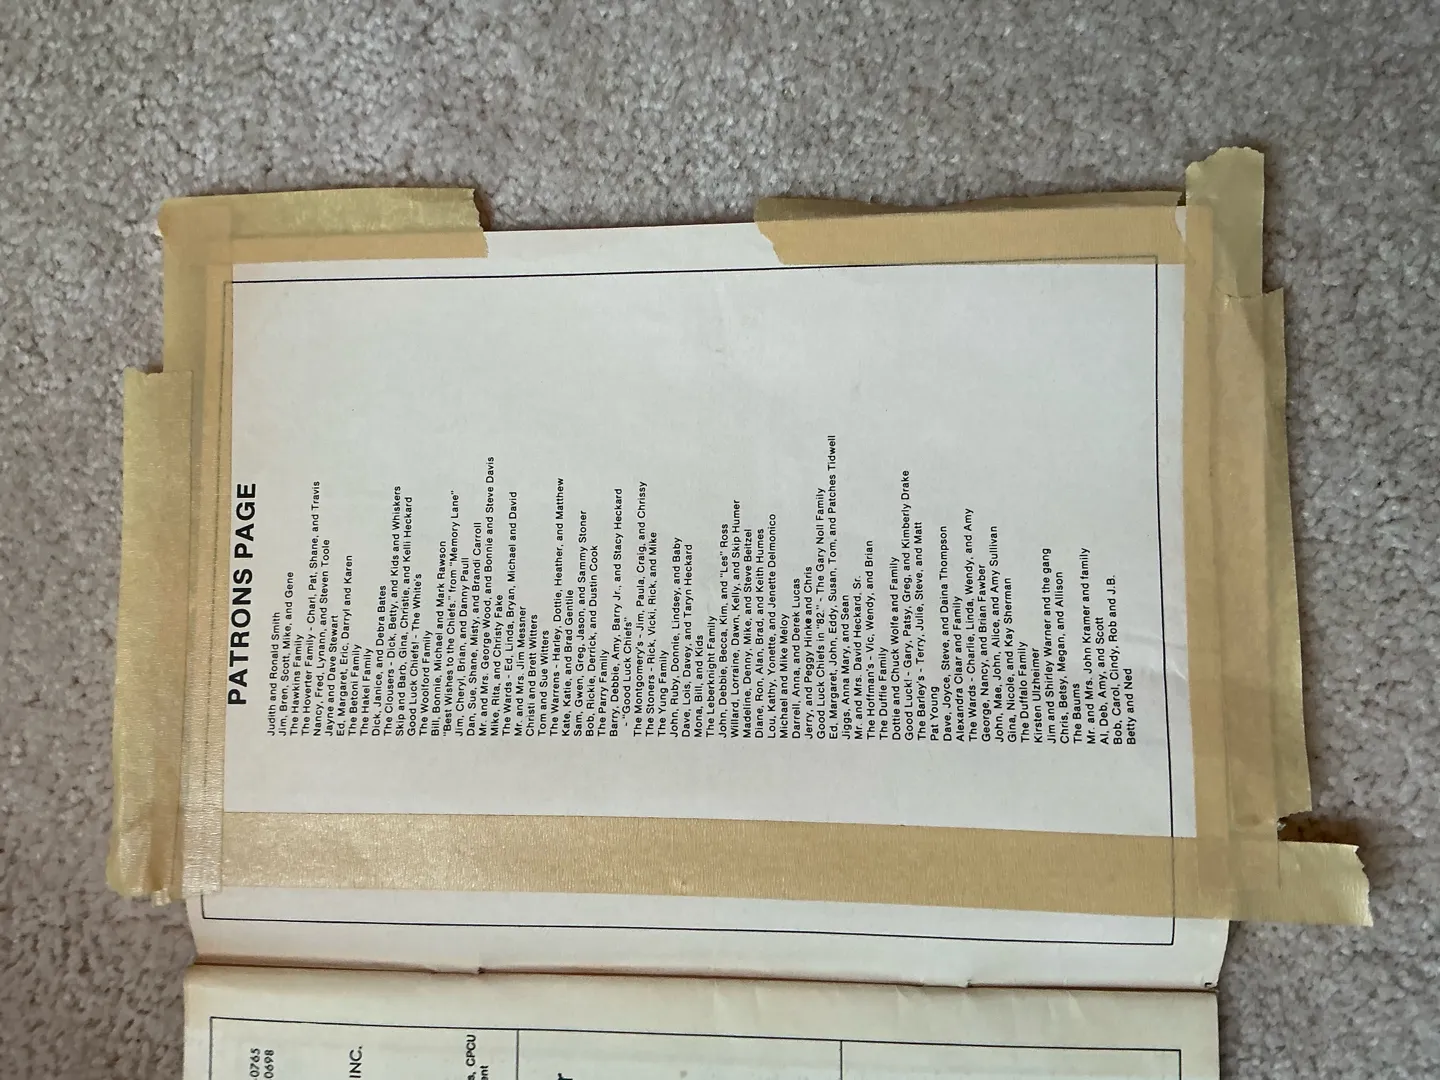 PATRONS PAGE
Judith and Ronald Smith
Jim, Bren, Scott, Mike, and Gene
The Hawkins Family
The Hoverter Family - Charl, Pat, Shane, and Travis
Nancy, Fred, Lynann, and Steven Toole
Jayne and Dave Stewart
Ed, Margaret, Eric, Darryl and Karen
The Bettoni Family
The Hakel Family
Dick, Janice, and Debra Bates
The Clousers - Dick, Betty, and Kids and Whiskers
Skip and Barb, Gina, Christie, and Kelli Heckard
Good Luck Chiefs! - The White's
The Woolford Family
Bill, Bonnie, Michael and Mark Rawson
"Best Wishes to the Chiefs," from "Memory Lane"
Jim, Cheryl, Brian, and Danny Paull
Dan, Sue, Shane, Misty, and Brandi Carroll
Mr. and Mrs. George Wood, and Bonnie and Steve Davis
Mike, Rita, and Christy Fake
The Wards - Ed, Linda, Bryan, Michael and David
Mr. and Mrs. Jim Messner
Christi and Brett Witters
Tom and Sue Witters
The Warrens - Harley, Dottie, Heather, and Matthew
Kate, Katie, and Brad Gentile
Sam, Gwen, Greg, Jason, and Sammy Stoner
Bob, Rickie, Derrick, and Dustin Cook
The Parry Family
Barry, Debbie, Amy, Barry Jr., and Stacy Heckard
- "Good Luck Chiefs"
The Montgomery's - Jim, Paula, Craig, and Chrissy
The Stoners - Rick, Vicki, Rick, and Mike
The Yung Family
John, Ruby, Donnie, Lindsey, and Baby
Dave, Lois, Davey, and Taryn Heckard
Mona, Bill, and Kids
The Leberknight Family
John, Debbie, Becca, Kim, and "Les" Ross
Willard, Lorraine, Dawn, Kelly, and Skip Humer
Madeline, Denny, Mike, and Steve Beitzel
Diane, Ron, Alan, Brad, and Keith Humes
Lou, Kathy, Yonette, and Jenette Delmonico
Michael and Mike Meloy
Darrell, Anna, and Derek Lucas
Jerry, and Peggy Hinke and Chris
Good Luck Chiefs in "82." - The Gary Noll Family
Ed, Margaret, John, Eddy, Susan, Tom, and Patches Tidwell
Jiggs, Anna Mary, and Sean
Mr. and Mrs. David Heckard, Sr.
The Hoffman's - Vic, Wendy, and Brian
The Duffie Family
Dottie and Chuck Wolfe and Family
Good Luck! - Gary, Patsy, Greg, and Kimberly Drake
The Barley's - Terry, Julie, Steve, and Matt
Pat Young
Dave, Joyce, Steve, and Daina Thompson
Alexandra Claar and Family
The Wards - Charlie, Linda, Wendy, and Amy
George, Nancy, and Brian Fawber
John, Mae, John, Alice, and Amy Sullivan
Gina, Nicole, and Kay Sherman
The Duffalo Family
Kirsten Umholtz
Jim and Shirley Warner and the gang
Chris, Betsy, Megan, and Allison
The Baums
Mr. and Mrs. John Kramer and family
Al, Deb, Amy, and Scott
Bob, Carol, Cindy, Rob and J.B.
Betty and Ned
-0765
-0698
INC.
CPCU